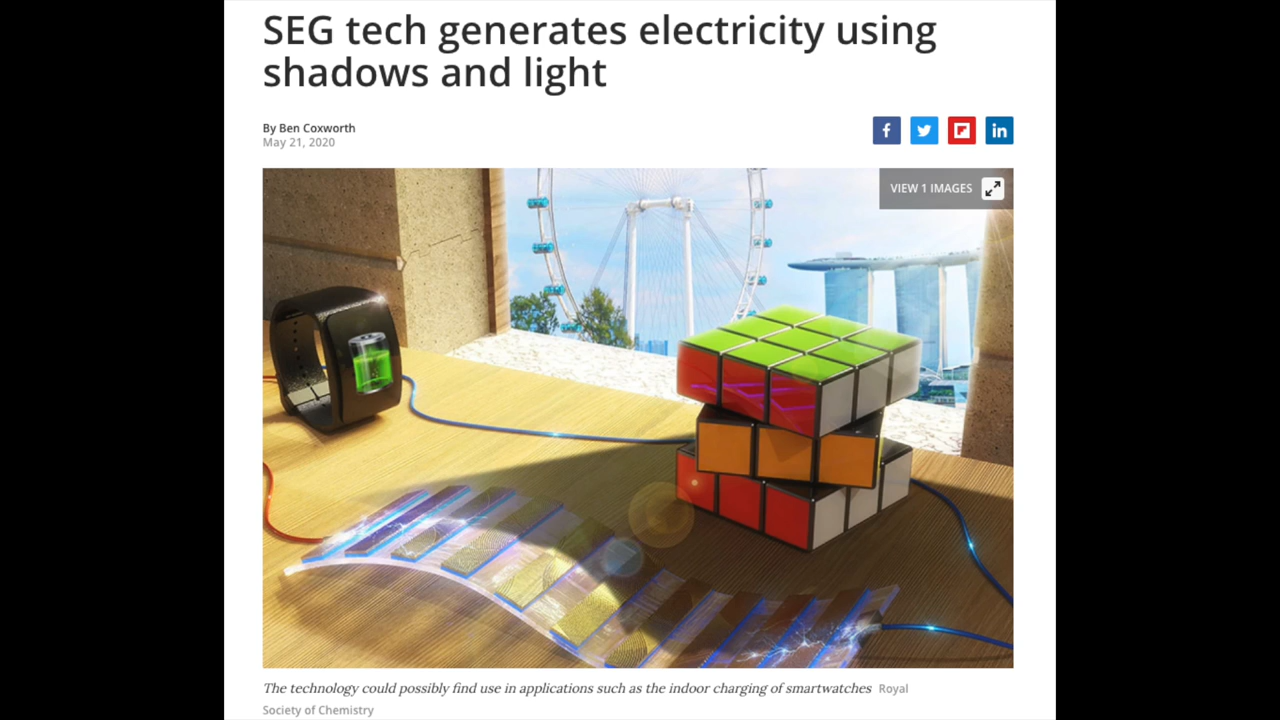 SEG tech generates electricity using
shadows and light
By Ben Coxworth
May 21, 2020
VIEW 1 IMAGES
The technology could possibly find use in applications such as the indoor charging of smartwatches Royal
Society of Chemistry